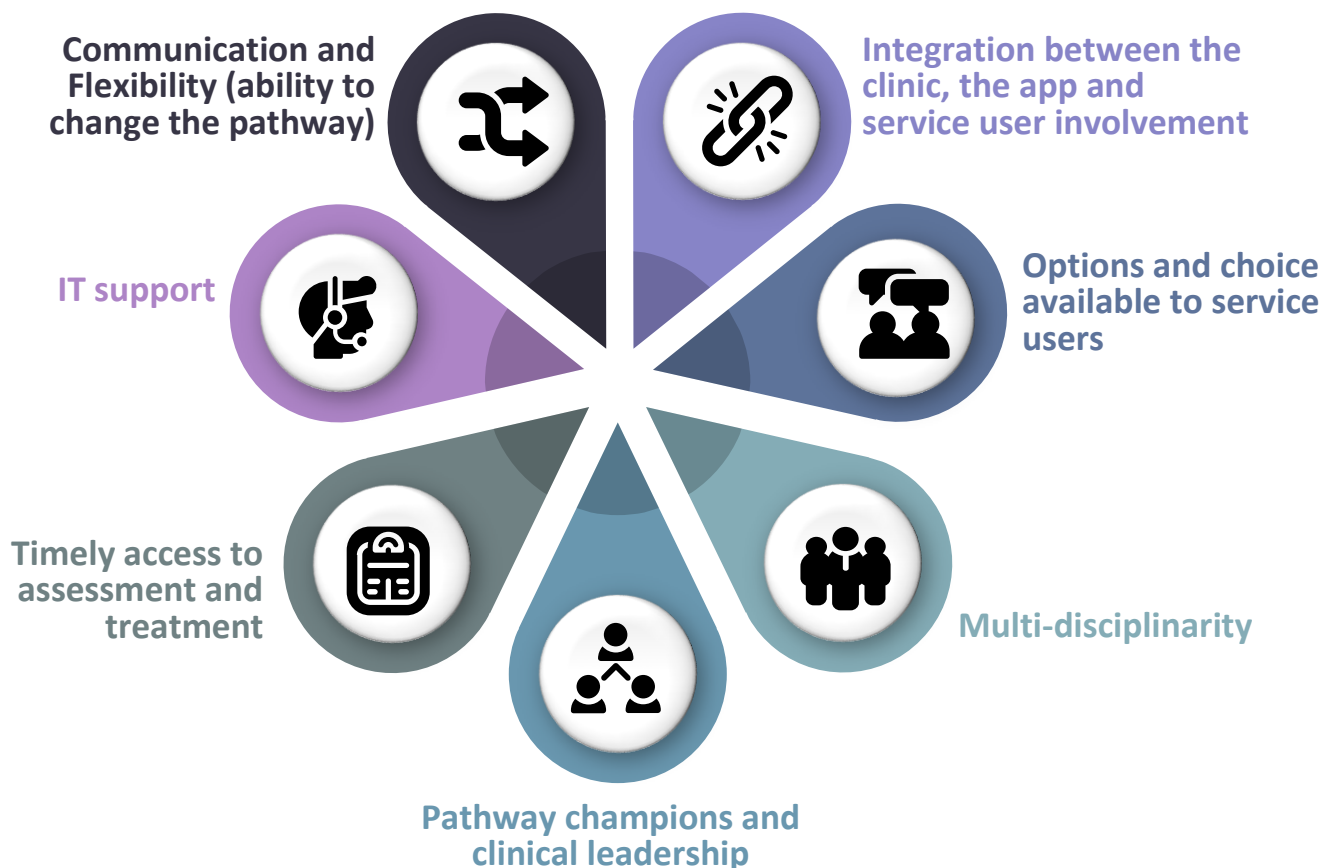 Communication and
Flexibility (ability to
change the pathway)
Integration between the
clinic, the app and
service user involvement
IT support
Options and choice
available to service
users
Timely access to
assessment and
treatment
Multi-disciplinarity
Pathway champions and
clinical leadership